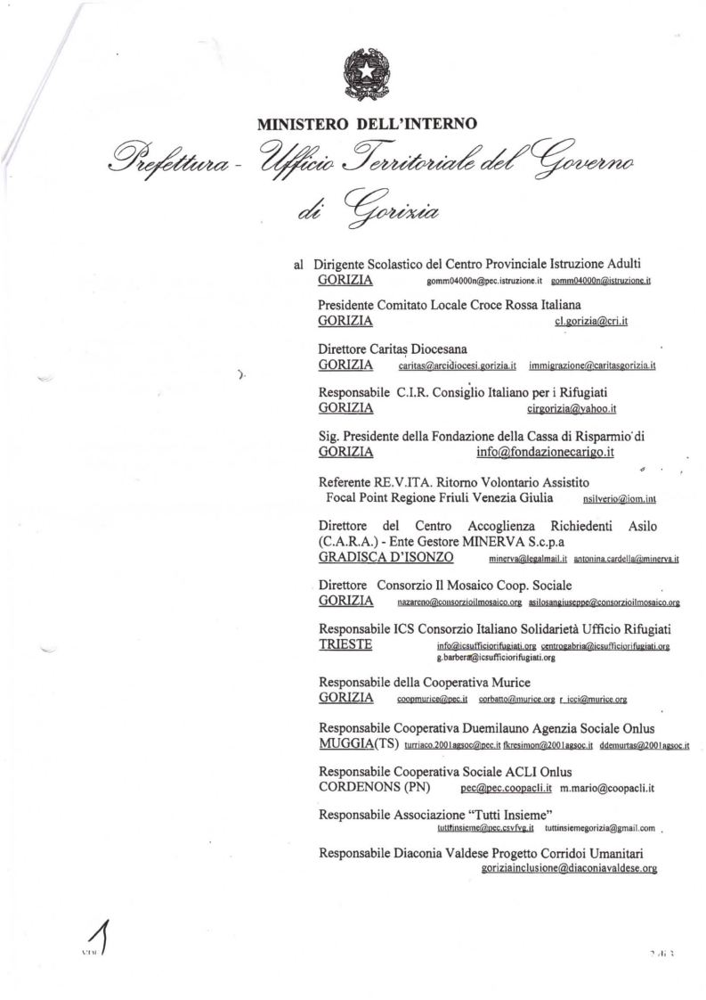 MINISTERO DELL'INTERNO
Prefettura - Ufficio Territoriale del Governo
di Gorizia
al Dirigente Scolastico del Centro Provinciale Istruzione Adulti
GORIZIA gomm04000n@pec.istruzione.it gomm04000n@istruzione.it
Presidente Comitato Locale Croce Rossa Italiana
GORIZIA cl.gorizia@cri.it
Direttore Caritas Diocesana
GORIZIA caritas@arcidiocesi.gorizia.it immigrazione@caritasgorizia.it
Responsabile C.I.R. Consiglio Italiano per i Rifugiati
GORIZIA cirgorizia@yahoo.it
Sig. Presidente della Fondazione della Cassa di Risparmio di
GORIZIA info@fondazionecarigo.it
Referente RE.V.ITA. Ritorno Volontario Assistito
Focal Point Regione Friuli Venezia Giulia nsilverio@iom.int
Direttore del Centro Accoglienza Richiedenti Asilo
(C.A.R.A.) - Ente Gestore MINERVA S.c.p.a
GRADISCA D'ISONZO minerva@legalmail.it antonina.cardella@minerva.it
Direttore Consorzio Il Mosaico Coop. Sociale
GORIZIA nazareno@consorzioilmosaico.org asilosangiuseppe@consorzioilmosaico.org
Responsabile ICS Consorzio Italiano Solidarietà Ufficio Rifugiati
TRIESTE info@icsufficiorifugiati.org centrogabria@icsufficiorifugiati.org
g.barbera@icsufficiorifugiati.org
Responsabile della Cooperativa Murice
GORIZIA coopmurice@pec.it corbatto@murice.org r_icci@murice.org
Responsabile Cooperativa Duemilauno Agenzia Sociale Onlus
MUGGIA(TS) turriaco.2001agsoc@pec.it fkresimon@2001agsoc.it ddemurtas@2001agsoc.it
Responsabile Cooperativa Sociale ACLI Onlus
CORDENONS (PN) pec@pec.coopacli.it m.mario@coopacli.it
Responsabile Associazione "Tutti Insieme"
tuttinsieme@pec.csvfvg.it tuttinsiemegorizia@gmail.com
Responsabile Diaconia Valdese Progetto Corridoi Umanitari
goriziainclusione@diaconiavaldese.org
2 di 3